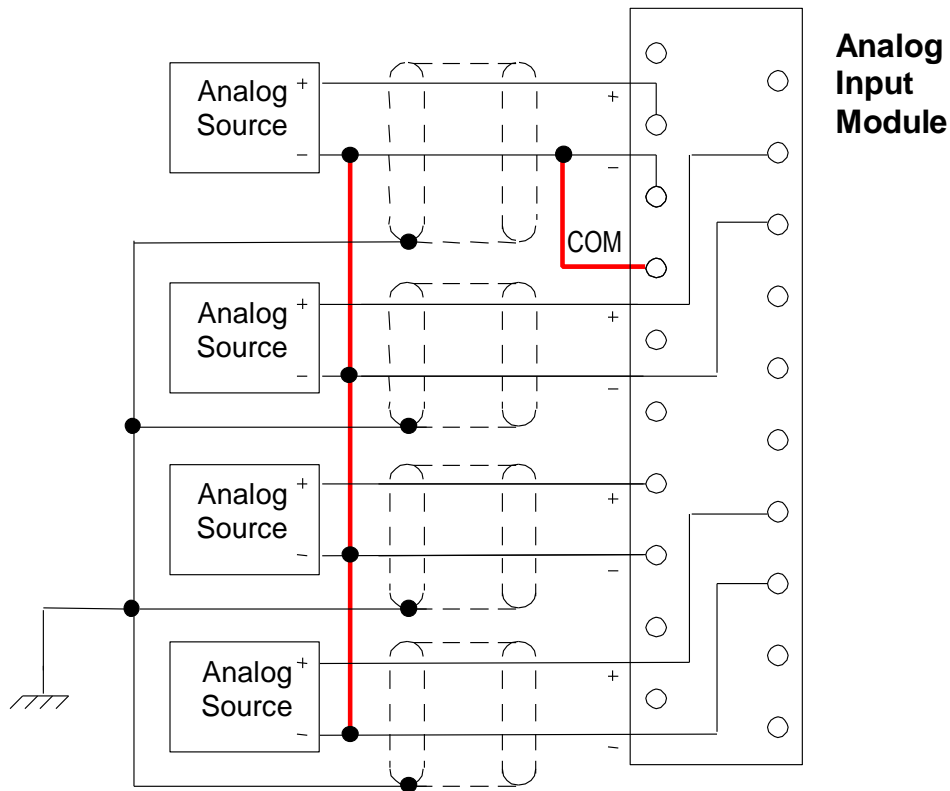 Analog
Input
Module
Analog
Source
+
−
+
−
COM
Analog
Source
+
−
+
−
Analog
Source
+
−
+
−
Analog
Source
+
−
+
−